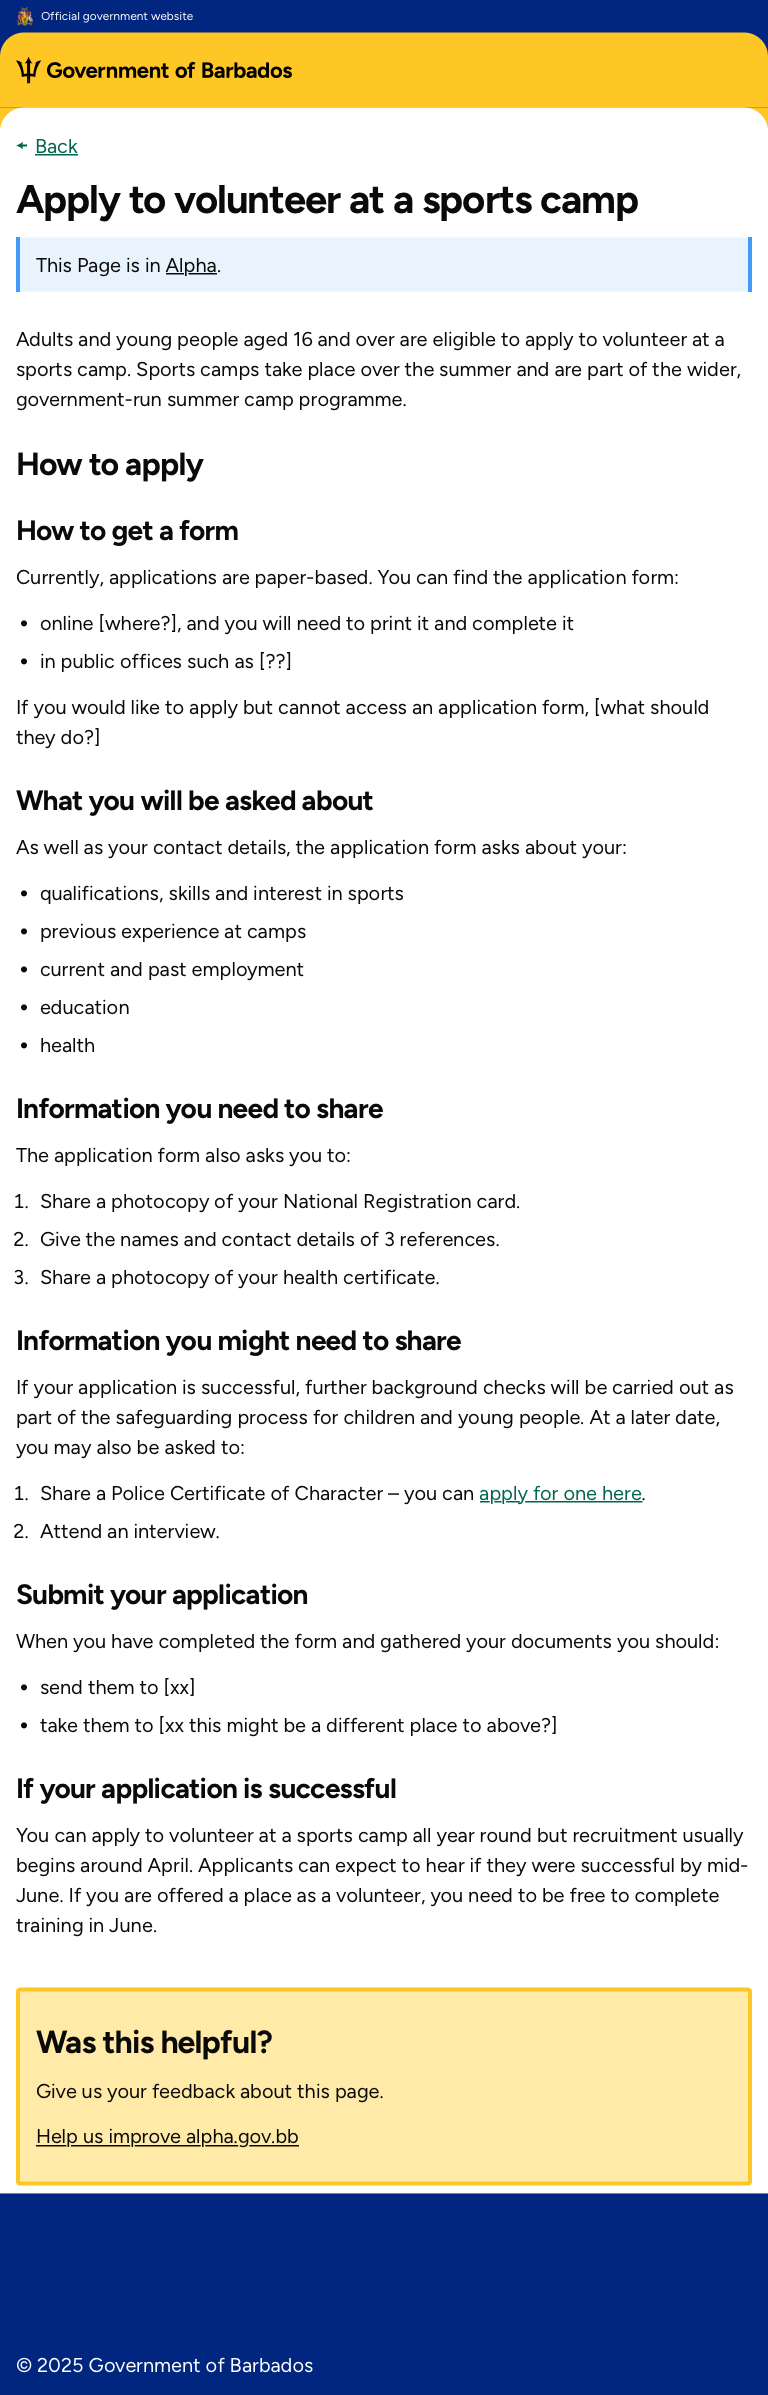 Official government website
Government of Barbados
Back
Apply to volunteer at a sports camp
This Page is in Alpha.
Adults and young people aged 16 and over are eligible to apply to volunteer at a
sports camp. Sports camps take place over the summer and are part of the wider,
government-run summer camp programme.
How to apply
How to get a form
Currently, applications are paper-based. You can find the application form:
• online [where?], and you will need to print it and complete it
• in public offices such as [??]
If you would like to apply but cannot access an application form, [what should
they do?]
What you will be asked about
As well as your contact details, the application form asks about your:
• qualifications, skills and interest in sports
• previous experience at camps
• current and past employment
• education
• health
Information you need to share
The application form also asks you to:
1. Share a photocopy of your National Registration card.
2. Give the names and contact details of 3 references.
3. Share a photocopy of your health certificate.
Information you might need to share
If your application is successful, further background checks will be carried out as
part of the safeguarding process for children and young people. At a later date,
you may also be asked to:
1. Share a Police Certificate of Character – you can apply for one here.
2. Attend an interview.
Submit your application
When you have completed the form and gathered your documents you should:
• send them to [xx]
• take them to [xx this might be a different place to above?]
If your application is successful
You can apply to volunteer at a sports camp all year round but recruitment usually
begins around April. Applicants can expect to hear if they were successful by mid-
June. If you are offered a place as a volunteer, you need to be free to complete
training in June.
Was this helpful?
Give us your feedback about this page.
Help us improve alpha.gov.bb
© 2025 Government of Barbados